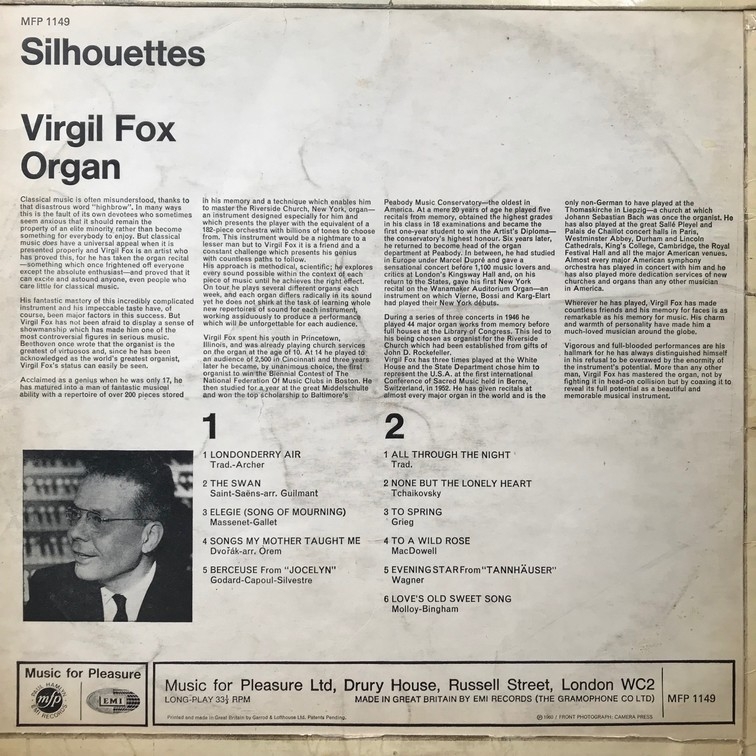 MFP 1149
Silhouettes
Virgil Fox
Organ
Classical music is often misunderstood, thanks to
that disastrous word "highbrow". In many ways
this is the fault of its own devotees who sometimes
seem anxious that it should remain the
property of an elite minority rather than become
something for everybody to enjoy. But classical
music does have a universal appeal when it is
presented properly and Virgil Fox is an artist who
has proved this, for he has taken the organ recital
—something which once frightened off everyone
except the absolute enthusiast—and proved that it
can excite and astound anyone, even people who
care little for classical music.
His fantastic mastery of this incredibly complicated
instrument and his impeccable taste have, of
course, been major factors in this success. But
Virgil Fox has not been afraid to display a sense of
showmanship which has made him one of the
most controversial figures in serious music.
Beethoven once wrote that the organist is the
greatest of virtuosos and, since he has been
acknowledged as the world's greatest organist,
Virgil Fox's status can easily be seen.
Acclaimed as a genius when he was only 17, he
has matured into a man of fantastic musical
ability with a repertoire of over 200 pieces stored
in his memory and a technique which enables him
to master the Riverside Church, New York, organ—
an instrument designed especially for him and
which presents the player with the equivalent of a
182-piece orchestra with billions of tones to choose
from. This instrument would be a nightmare to a
lesser man but to Virgil Fox it is a friend and a
constant challenge which presents his genius
with countless paths to follow.
His approach is methodical, scientific; he explores
every sound possible within the context of each
piece of music until he achieves the right effect.
On tour he plays several different organs each
week, and each organ differs radically in its sound
yet he does not shirk at the task of learning whole
new repertoires of sound for each instrument,
working assiduously to produce a performance
which will be unforgettable for each audience.
Virgil Fox spent his youth in Princetown,
Illinois, and was already playing church services
on the organ at the age of 10. At 14 he played to
an audience of 2,500 in Cincinnati and three years
later he became, by unanimous choice, the first
organist to win the Biennial Contest of The
National Federation Of Music Clubs in Boston. He
then studied for a year at the great Middelschulte
and won the top scholarship to Baltimore's
Peabody Music Conservatory—the oldest in
America. At a mere 20 years of age he played five
recitals from memory, obtained the highest grades
in his class in 18 examinations and became the
first one-year student to win the Artist's Diploma—
the conservatory's highest honour. Six years later,
he returned to become head of the organ
department at Peabody. In between, he had studied
in Europe under Marcel Dupré and gave a
sensational concert before 1,100 music lovers and
critics at London's Kingsway Hall and, on his
return to the States, gave his first New York
recital on the Wanamaker Auditorium Organ—an
instrument on which Vierne, Bossi and Karg-Elart
had played their New York débuts.
During a series of three concerts in 1946 he
played 44 major organ works from memory before
full houses at the Library of Congress. This led to
his being chosen as organist for the Riverside
Church which had been established from gifts of
John D. Rockefeller.
Virgil Fox has three times played at the White
House and the State Department chose him to
represent the U.S.A. at the first international
Conference of Sacred Music held in Berne,
Switzerland, in 1952. He has given recitals at
almost every major organ in the world and is the
only non-German to have played at the
Thomaskirche in Liepzig—a church at which
Johann Sebastian Bach was once the organist. He
has also played at the great Sallé Pleyel and
Palais de Chaillot concert halls in Paris,
Westminster Abbey, Durham and Lincoln
Cathedrals, King's College, Cambridge, the Royal
Festival Hall and all the major American venues.
Almost every major American symphony
orchestra has played in concert with him and he
has also played more dedication services of new
churches and organs than any other musician
in America.
Wherever he has played, Virgil Fox has made
countless friends and his memory for faces is as
remarkable as his memory for music. His charm
and warmth of personality have made him a
much-loved musician around the globe.
Vigorous and full-blooded performances are his
hallmark for he has always distinguished himself
in his refusal to be overawed by the enormity of
the instrument's potential. More than any other
man, Virgil Fox has mastered the organ, not by
fighting it in head-on collision but by coaxing it to
reveal its full potential as a beautiful and
memorable musical instrument.
1
1 LONDONDERRY AIR
Trad.-Archer
2 THE SWAN
Saint-Saëns-arr. Guilmant
3 ELEGIE (SONG OF MOURNING)
Massenet-Gallet
4 SONGS MY MOTHER TAUGHT ME
Dvořák-arr. Örem
5 BERCEUSE From "JOCELYN"
Godard-Capoul-Silvestre
2
1 ALL THROUGH THE NIGHT
Trad.
2 NONE BUT THE LONELY HEART
Tchaikovsky
3 TO SPRING
Grieg
4 TO A WILD ROSE
MacDowell
5 EVENING STAR From "TANNHÄUSER"
Wagner
6 LOVE'S OLD SWEET SONG
Molloy-Bingham
Music for Pleasure
mfp
EMI
Music for Pleasure Ltd, Drury House, Russell Street, London WC2
LONG-PLAY 33⅓ RPM
MADE IN GREAT BRITAIN BY EMI RECORDS (THE GRAMOPHONE CO LTD)
MFP 1149
Printed and made in Great Britain by Garrod & Lofthouse Ltd. Patents Pending.
FRONT PHOTOGRAPH: CAMERA PRESS